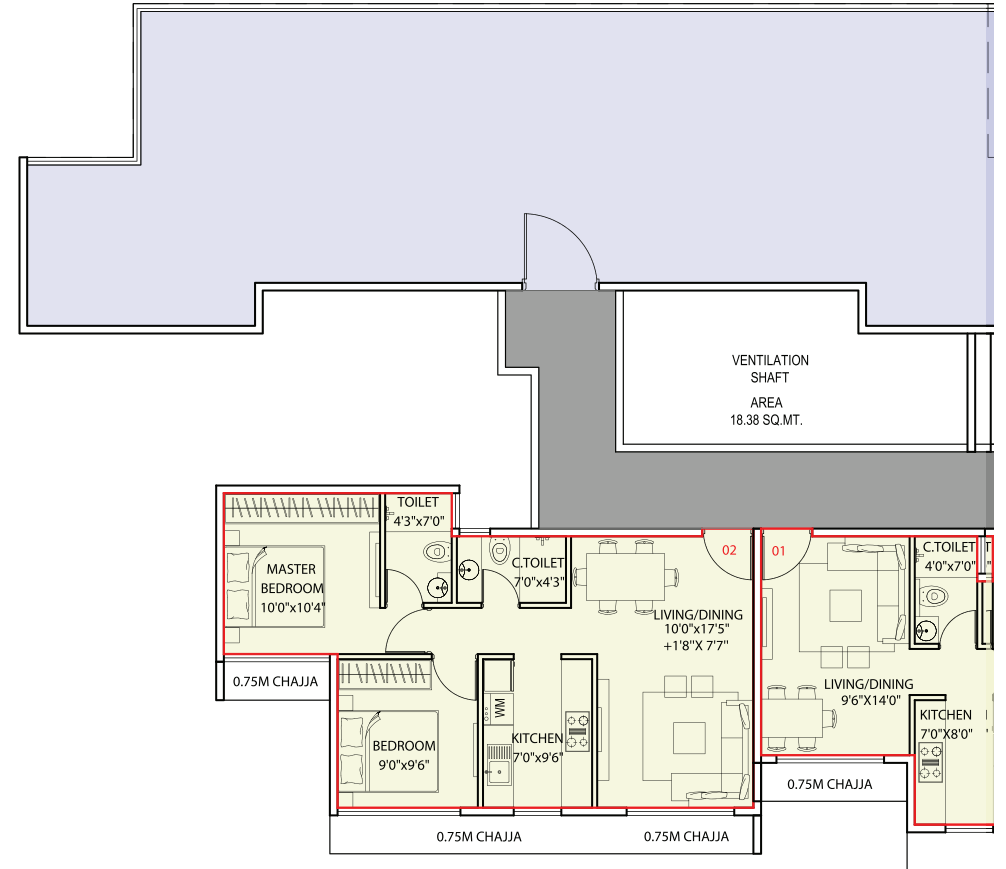 VENTILATION
SHAFT
AREA
18.38 SQ.MT.
TOILET
4'3"x7'0"
MASTER
BEDROOM
10'0"x10'4"
C.TOILET
7'0"x4'3"
02
01
C.TOILET
4'0"x7'0"
LIVING/DINING
10'0"x17'5"
+1'8"X 7'7"
0.75M CHAJJA
LIVING/DINING
9'6"X14'0"
WM
BEDROOM
9'0"x9'6"
KITCHEN
7'0"x9'6"
KITCHEN
7'0"X8'0"
0.75M CHAJJA
0.75M CHAJJA
0.75M CHAJJA